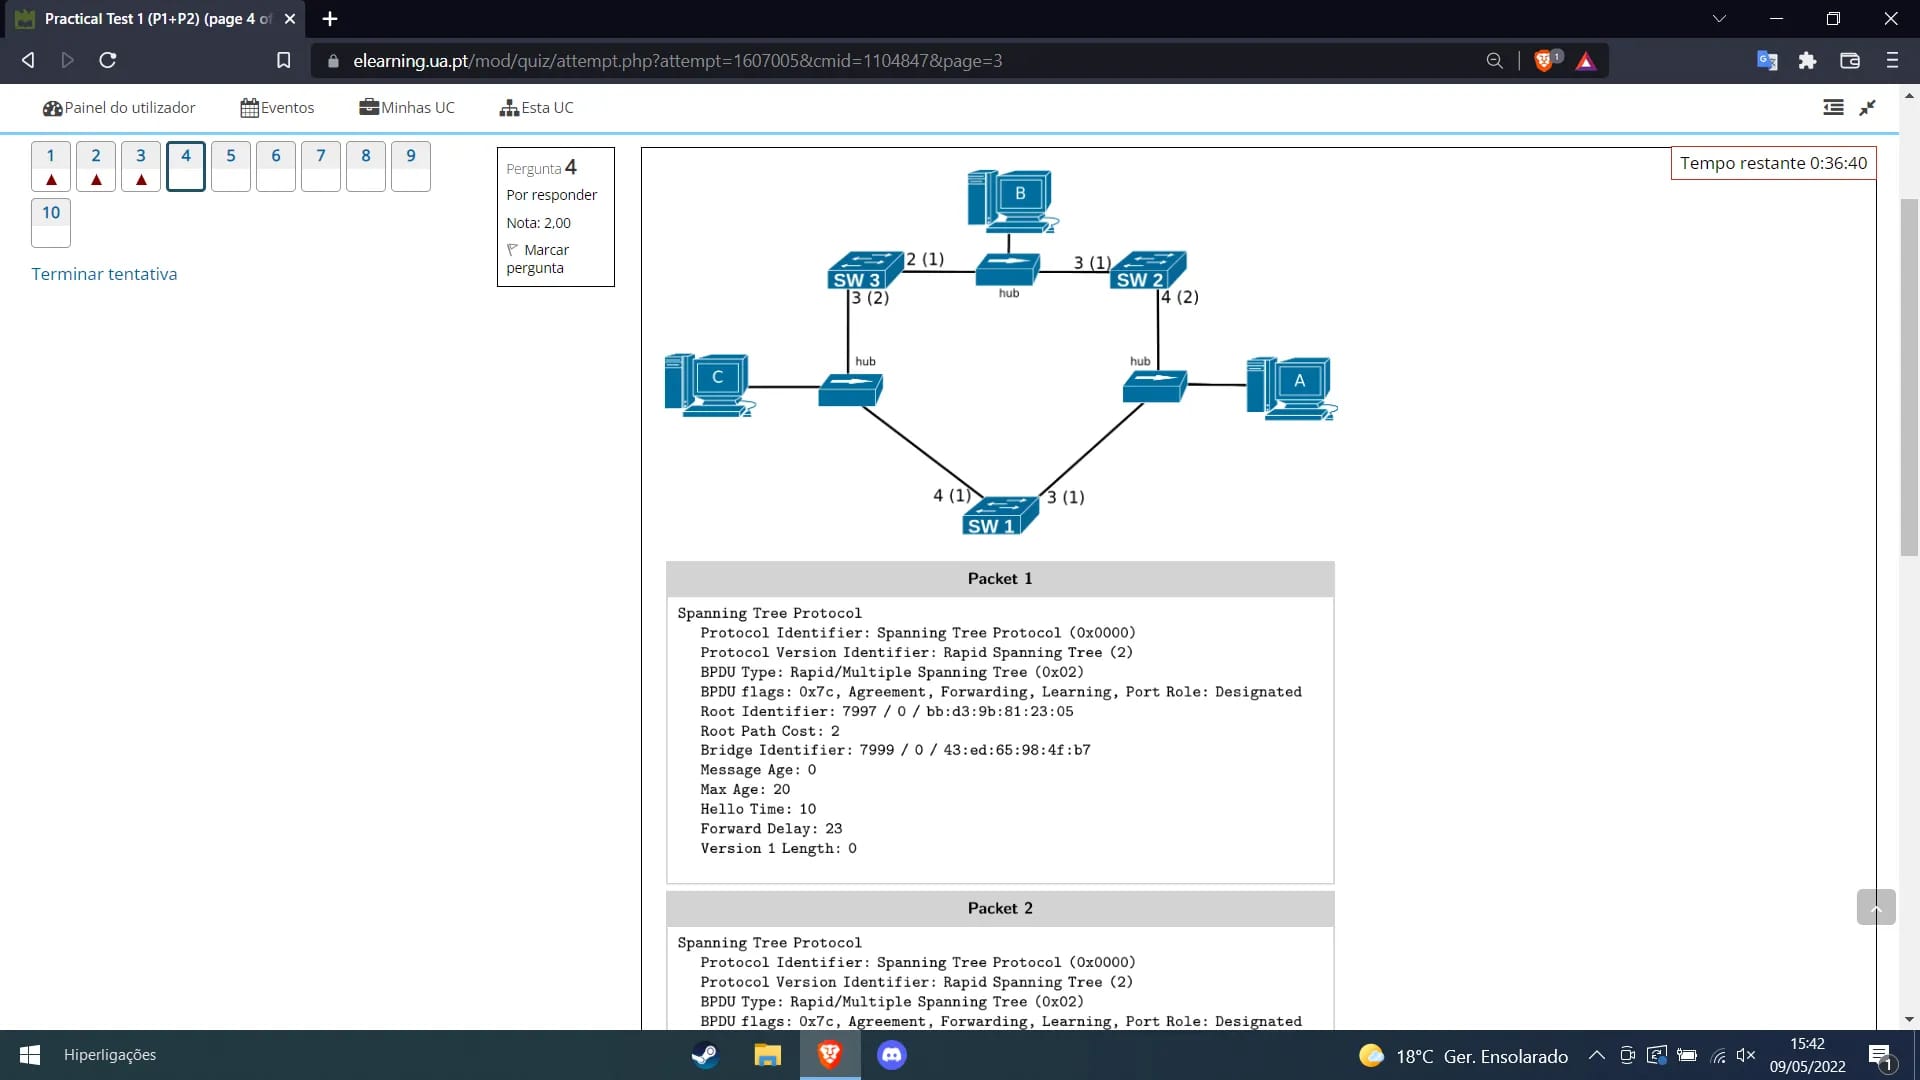 Practical Test 1 (P1+P2) (page 4 of
elearning.ua.pt/mod/quiz/attempt.php?attempt=1607005&cmid=1104847&page=3
1
Painel do utilizador
Eventos
Minhas UC
Esta UC
1
2
3
4
5
6
7
8
9
10
Terminar tentativa
Pergunta 4
Por responder
Nota: 2,00
Marcar
pergunta
Tempo restante 0:36:40
B
SW 3
2 (1)
3 (1)
SW 2
hub
3 (2)
4 (2)
hub
hub
C
A
4 (1)
3 (1)
SW 1
Packet 1
Spanning Tree Protocol
Protocol Identifier: Spanning Tree Protocol (0x0000)
Protocol Version Identifier: Rapid Spanning Tree (2)
BPDU Type: Rapid/Multiple Spanning Tree (0x02)
BPDU flags: 0x7c, Agreement, Forwarding, Learning, Port Role: Designated
Root Identifier: 7997 / 0 / bb:d3:9b:81:23:05
Root Path Cost: 2
Bridge Identifier: 7999 / 0 / 43:ed:65:98:4f:b7
Message Age: 0
Max Age: 20
Hello Time: 10
Forward Delay: 23
Version 1 Length: 0
Packet 2
Spanning Tree Protocol
Protocol Identifier: Spanning Tree Protocol (0x0000)
Protocol Version Identifier: Rapid Spanning Tree (2)
BPDU Type: Rapid/Multiple Spanning Tree (0x02)
BPDU flags: 0x7c, Agreement, Forwarding, Learning, Port Role: Designated
Hiperligações
18°C Ger. Ensolarado
15:42
09/05/2022
1